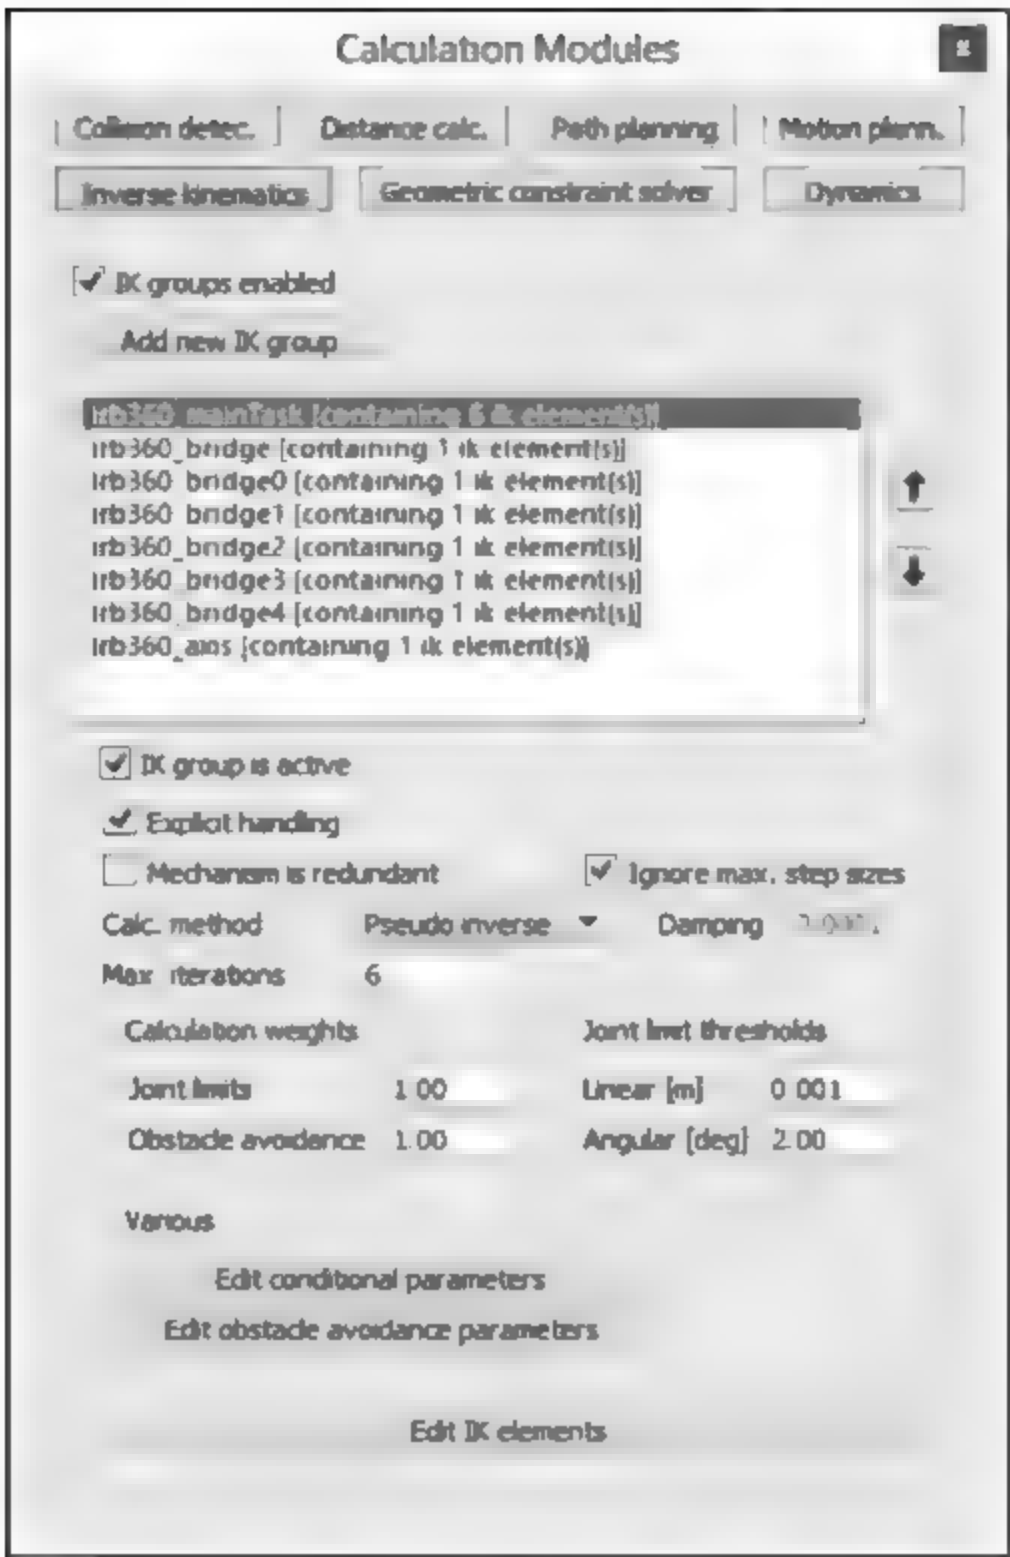 Calculation Modules
Collision detec. Distance calc. Path planning Motion plann.
Inverse kinematics Geometric constraint solver Dynamics
IK groups enabled
Add new IK group
irb360_mainTask [containing 6 ik element(s)]
irb360_bridge [containing 1 ik element(s)]
irb360_bridge0 [containing 1 ik element(s)]
irb360_bridge1 [containing 1 ik element(s)]
irb360_bridge2 [containing 1 ik element(s)]
irb360_bridge3 [containing 1 ik element(s)]
irb360_bridge4 [containing 1 ik element(s)]
irb360_axis [containing 1 ik element(s)]
IK group is active
Explicit handling
Mechanism is redundant Ignore max. step sizes
Calc. method Pseudo inverse Damping
Max. iterations 6
Calculation weights Joint limit thresholds
Joint limits 1.00 Linear [m] 0.001
Obstacle avoidance 1.00 Angular [deg] 2.00
Various
Edit conditional parameters
Edit obstacle avoidance parameters
Edit IK elements